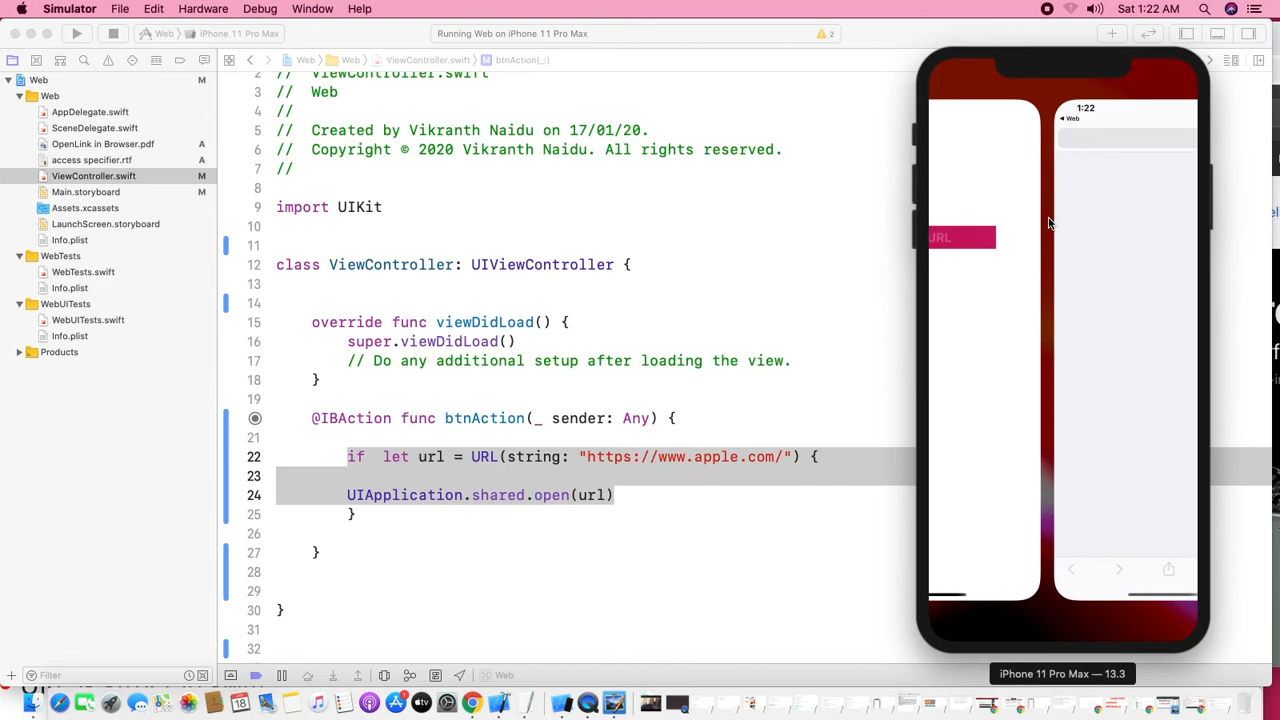 Simulator File Edit Hardware Debug Window Help Sat 1:22 AM
Web iPhone 11 Pro Max Running Web on iPhone 11 Pro Max 2
Web Web ViewController.swift M btnAction(_:)
Web M
Web
AppDelegate.swift
SceneDelegate.swift
OpenLink in Browser.pdf A
access specifier.rtf A
ViewController.swift M
Main.storyboard M
Assets.xcassets
LaunchScreen.storyboard
Info.plist
WebTests
WebTests.swift
Info.plist
WebUITests
WebUITests.swift
Info.plist
Products
Filter
2 // ViewController.swift
3 // Web
4 //
5 // Created by Vikranth Naidu on 17/01/20.
6 // Copyright © 2020 Vikranth Naidu. All rights reserved.
7 //
8
9 import UIKit
10
11
12 class ViewController: UIViewController {
13
14
15 override func viewDidLoad() {
16 super.viewDidLoad()
17 // Do any additional setup after loading the view.
18 }
19
20 @IBAction func btnAction(_ sender: Any) {
21
22 if let url = URL(string: "https://www.apple.com/") {
23
24 UIApplication.shared.open(url)
25 }
26
27 }
28
29
30 }
31
32
Web
URL
1:22
Web
iPhone 11 Pro Max — 13.3
18